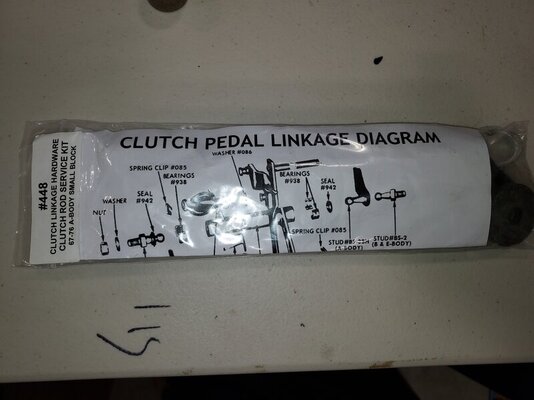 #448
CLUTCH LINKAGE HARDWARE
CLUTCH ROD SERVICE KIT
67-76 A-BODY SMALL BLOCK
CLUTCH PEDAL LINKAGE DIAGRAM
WASHER #086
SPRING CLIP #085
BEARINGS
#938
SEAL
#942
WASHER
NUT
BEARINGS
#938
SEAL
#942
SPRING CLIP #085
(A-BODY)
STUD#85-2
(B & E-BODY)